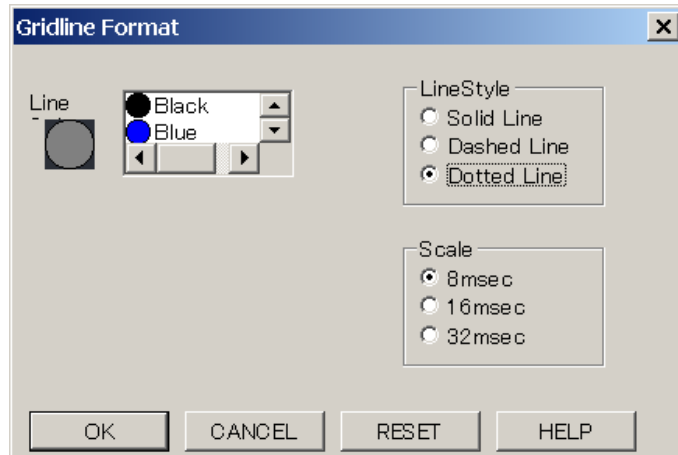 Gridline Format
Line
Black
Blue
LineStyle
Solid Line
Dashed Line
Dotted Line
Scale
8msec
16msec
32msec
OK
CANCEL
RESET
HELP